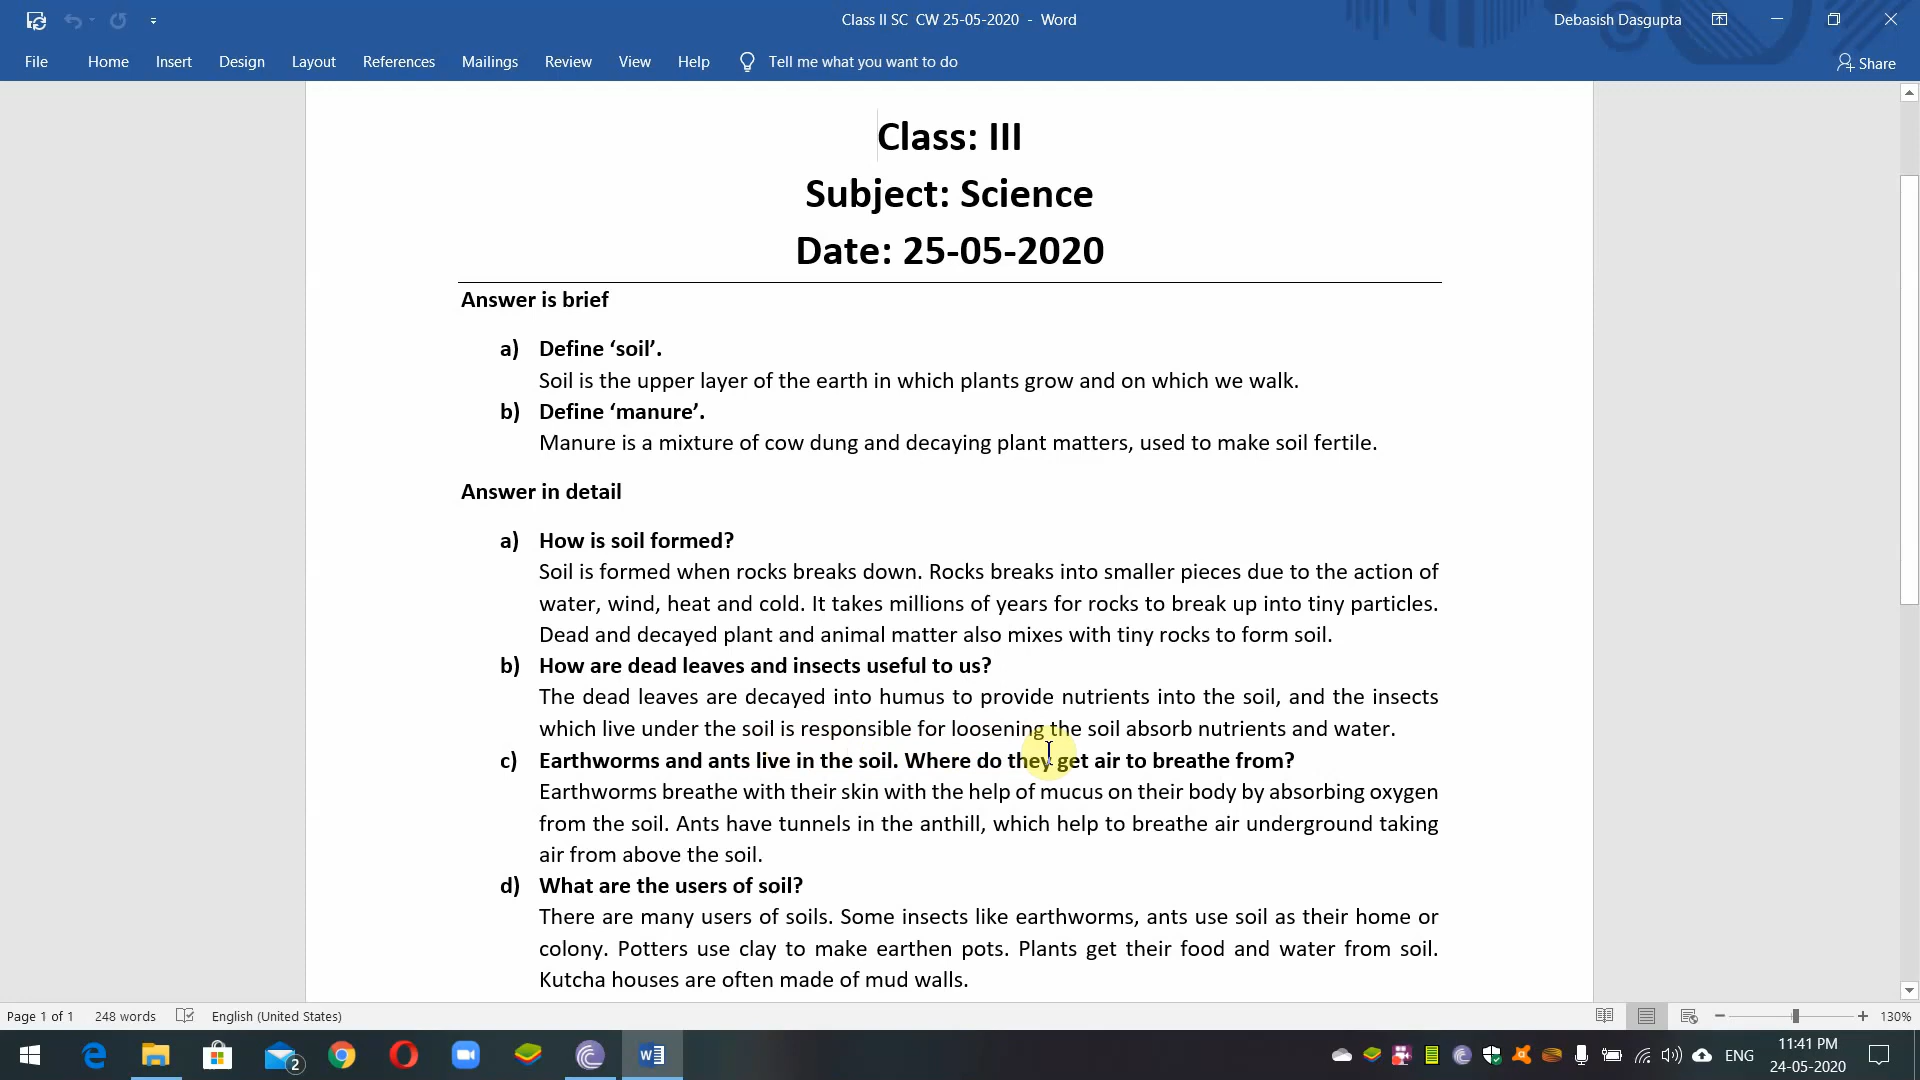 Class II SC  CW 25-05-2020  -  Word
Debasish Dasgupta
File Home Insert Design Layout References Mailings Review View Help Tell me what you want to do
Share
Class: III
Subject: Science
Date: 25-05-2020
Answer is brief
a) Define ‘soil’.
Soil is the upper layer of the earth in which plants grow and on which we walk.
b) Define ‘manure’.
Manure is a mixture of cow dung and decaying plant matters, used to make soil fertile.
Answer in detail
a) How is soil formed?
Soil is formed when rocks breaks down. Rocks breaks into smaller pieces due to the action of
water, wind, heat and cold. It takes millions of years for rocks to break up into tiny particles.
Dead and decayed plant and animal matter also mixes with tiny rocks to form soil.
b) How are dead leaves and insects useful to us?
The dead leaves are decayed into humus to provide nutrients into the soil, and the insects
which live under the soil is responsible for loosening the soil absorb nutrients and water.
c) Earthworms and ants live in the soil. Where do they get air to breathe from?
Earthworms breathe with their skin with the help of mucus on their body by absorbing oxygen
from the soil. Ants have tunnels in the anthill, which help to breathe air underground taking
air from above the soil.
d) What are the users of soil?
There are many users of soils. Some insects like earthworms, ants use soil as their home or
colony. Potters use clay to make earthen pots. Plants get their food and water from soil.
Kutcha houses are often made of mud walls.
Page 1 of 1 248 words English (United States) 130%
2
ENG
11:41 PM
24-05-2020